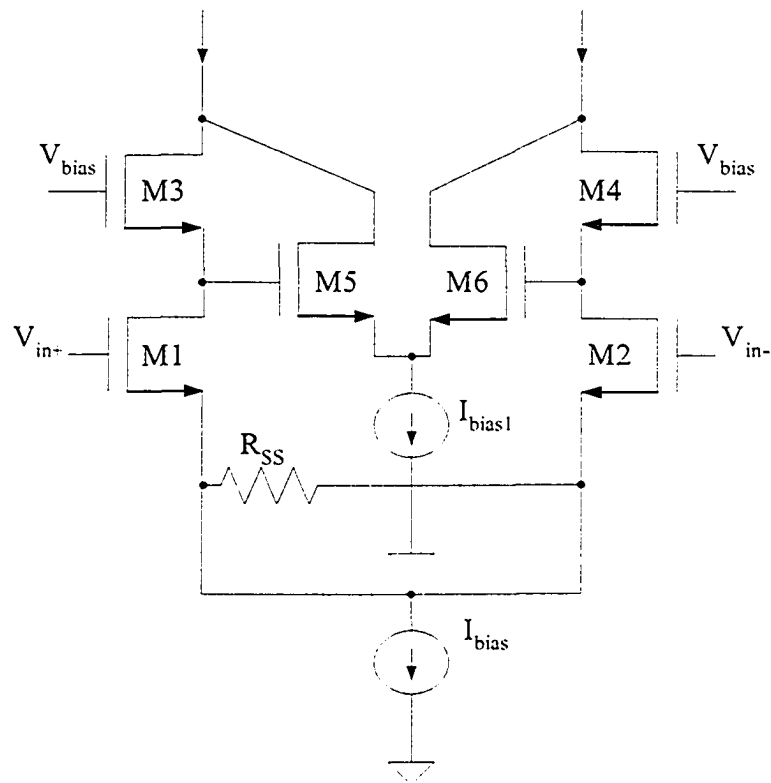 V_bias
V_bias
M3
M4
M5
M6
V_in+
M1
M2
V_in-
I_bias1
R_SS
I_bias